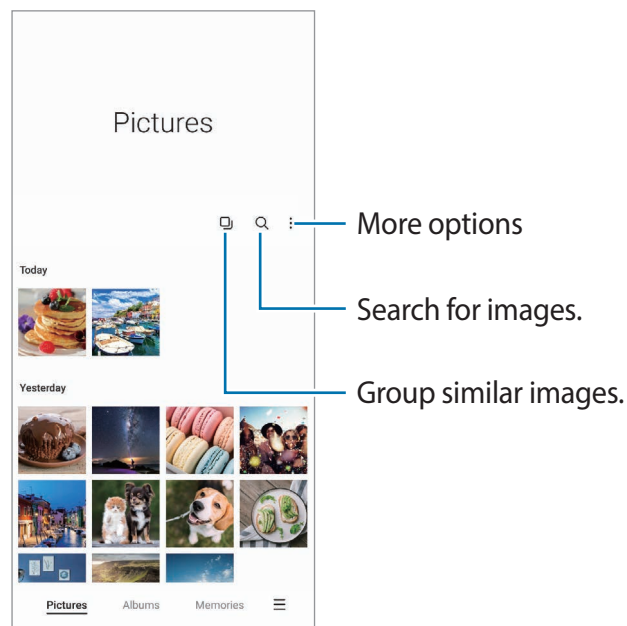 Pictures
More options
Today
Search for images.
Yesterday
Group similar images.
Pictures Albums Memories